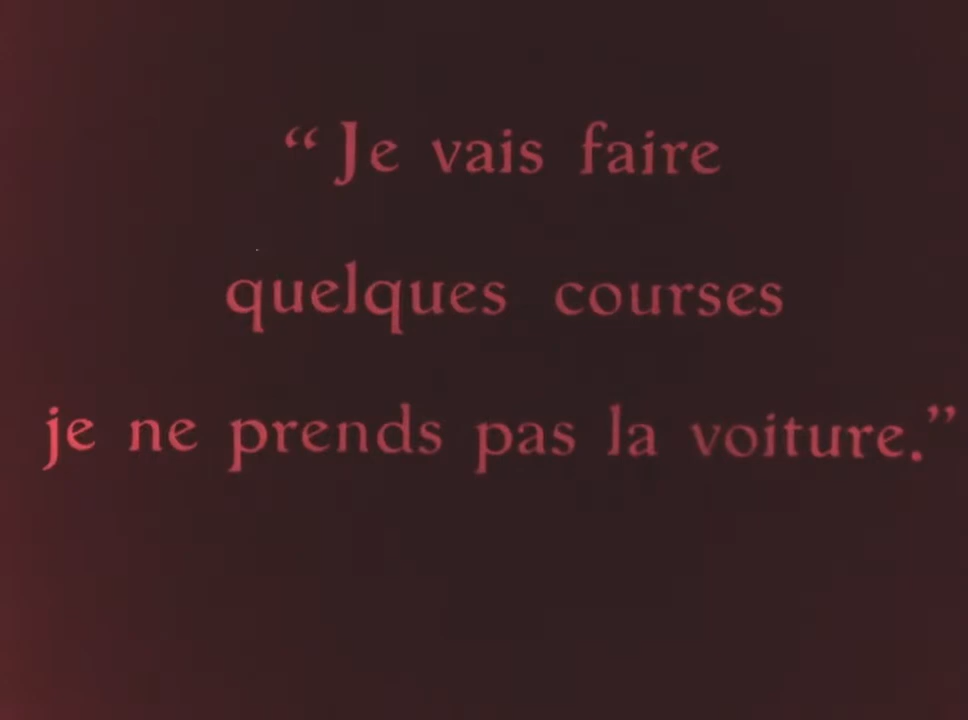 “Je vais faire
quelques courses
je ne prends pas la voiture.”